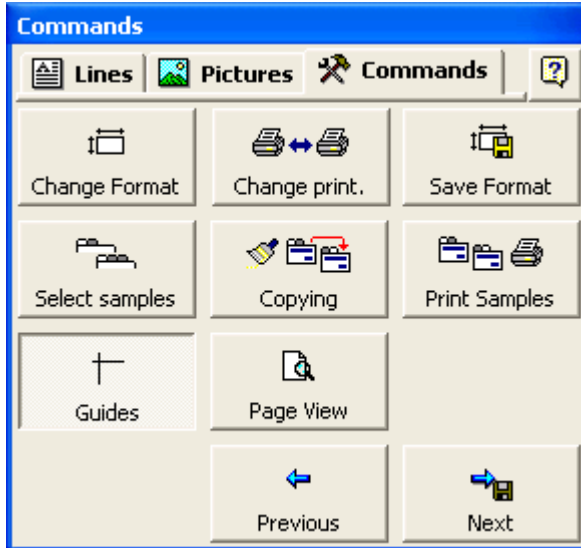 Commands
Lines Pictures Commands
Change Format Change print. Save Format
Select samples Copying Print Samples
Guides Page View
Previous Next